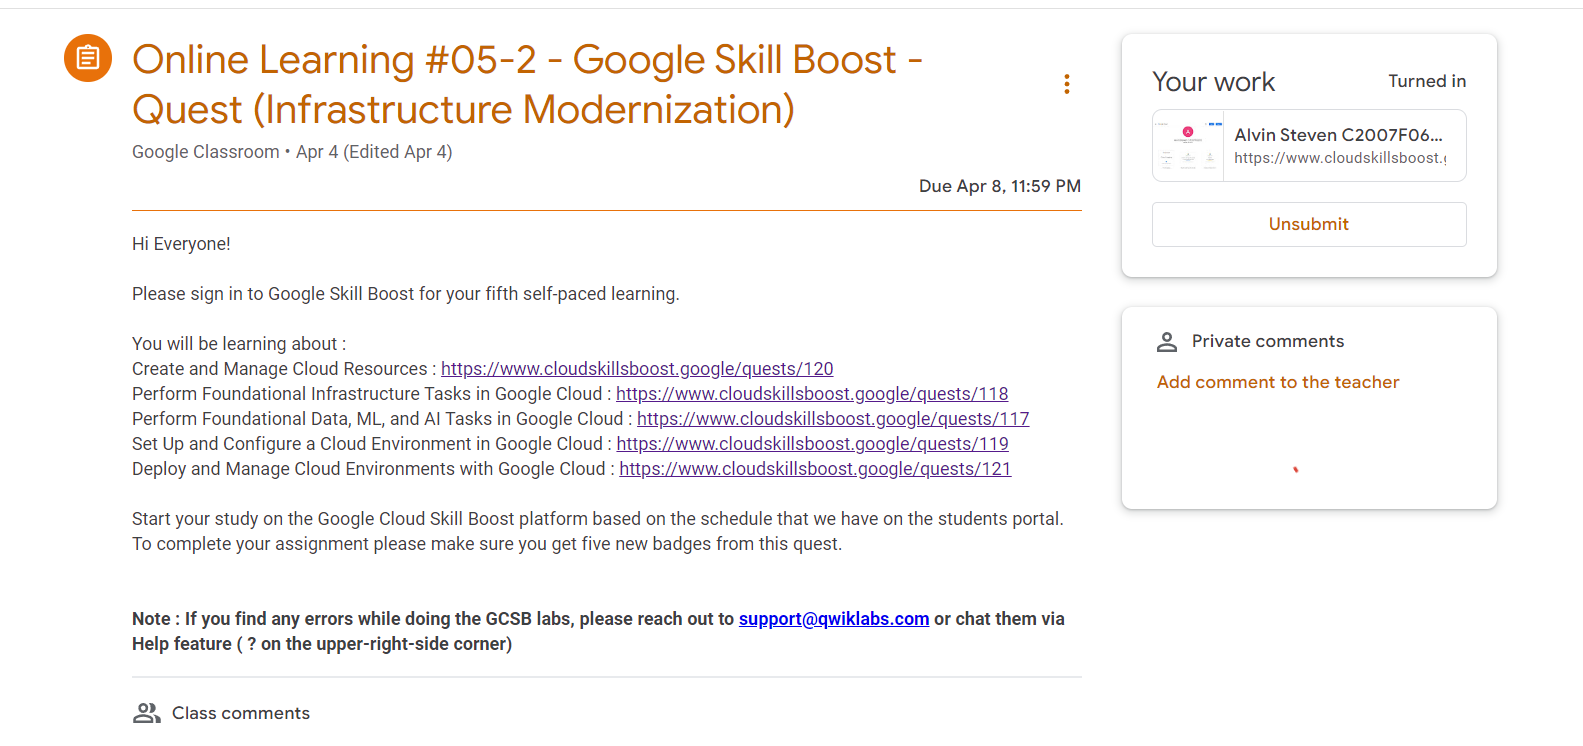 Online Learning #05-2 - Google Skill Boost -
Quest (Infrastructure Modernization)
Google Classroom • Apr 4 (Edited Apr 4)
Due Apr 8, 11:59 PM
Hi Everyone!
Please sign in to Google Skill Boost for your fifth self-paced learning.
You will be learning about :
Create and Manage Cloud Resources : https://www.cloudskillsboost.google/quests/120
Perform Foundational Infrastructure Tasks in Google Cloud : https://www.cloudskillsboost.google/quests/118
Perform Foundational Data, ML, and AI Tasks in Google Cloud : https://www.cloudskillsboost.google/quests/117
Set Up and Configure a Cloud Environment in Google Cloud : https://www.cloudskillsboost.google/quests/119
Deploy and Manage Cloud Environments with Google Cloud : https://www.cloudskillsboost.google/quests/121
Start your study on the Google Cloud Skill Boost platform based on the schedule that we have on the students portal.
To complete your assignment please make sure you get five new badges from this quest.
Note : If you find any errors while doing the GCSB labs, please reach out to support@qwiklabs.com or chat them via
Help feature ( ? on the upper-right-side corner)
Class comments
Your work
Turned in
Alvin Steven C2007F06...
https://www.cloudskillsboost.
Unsubmit
Private comments
Add comment to the teacher